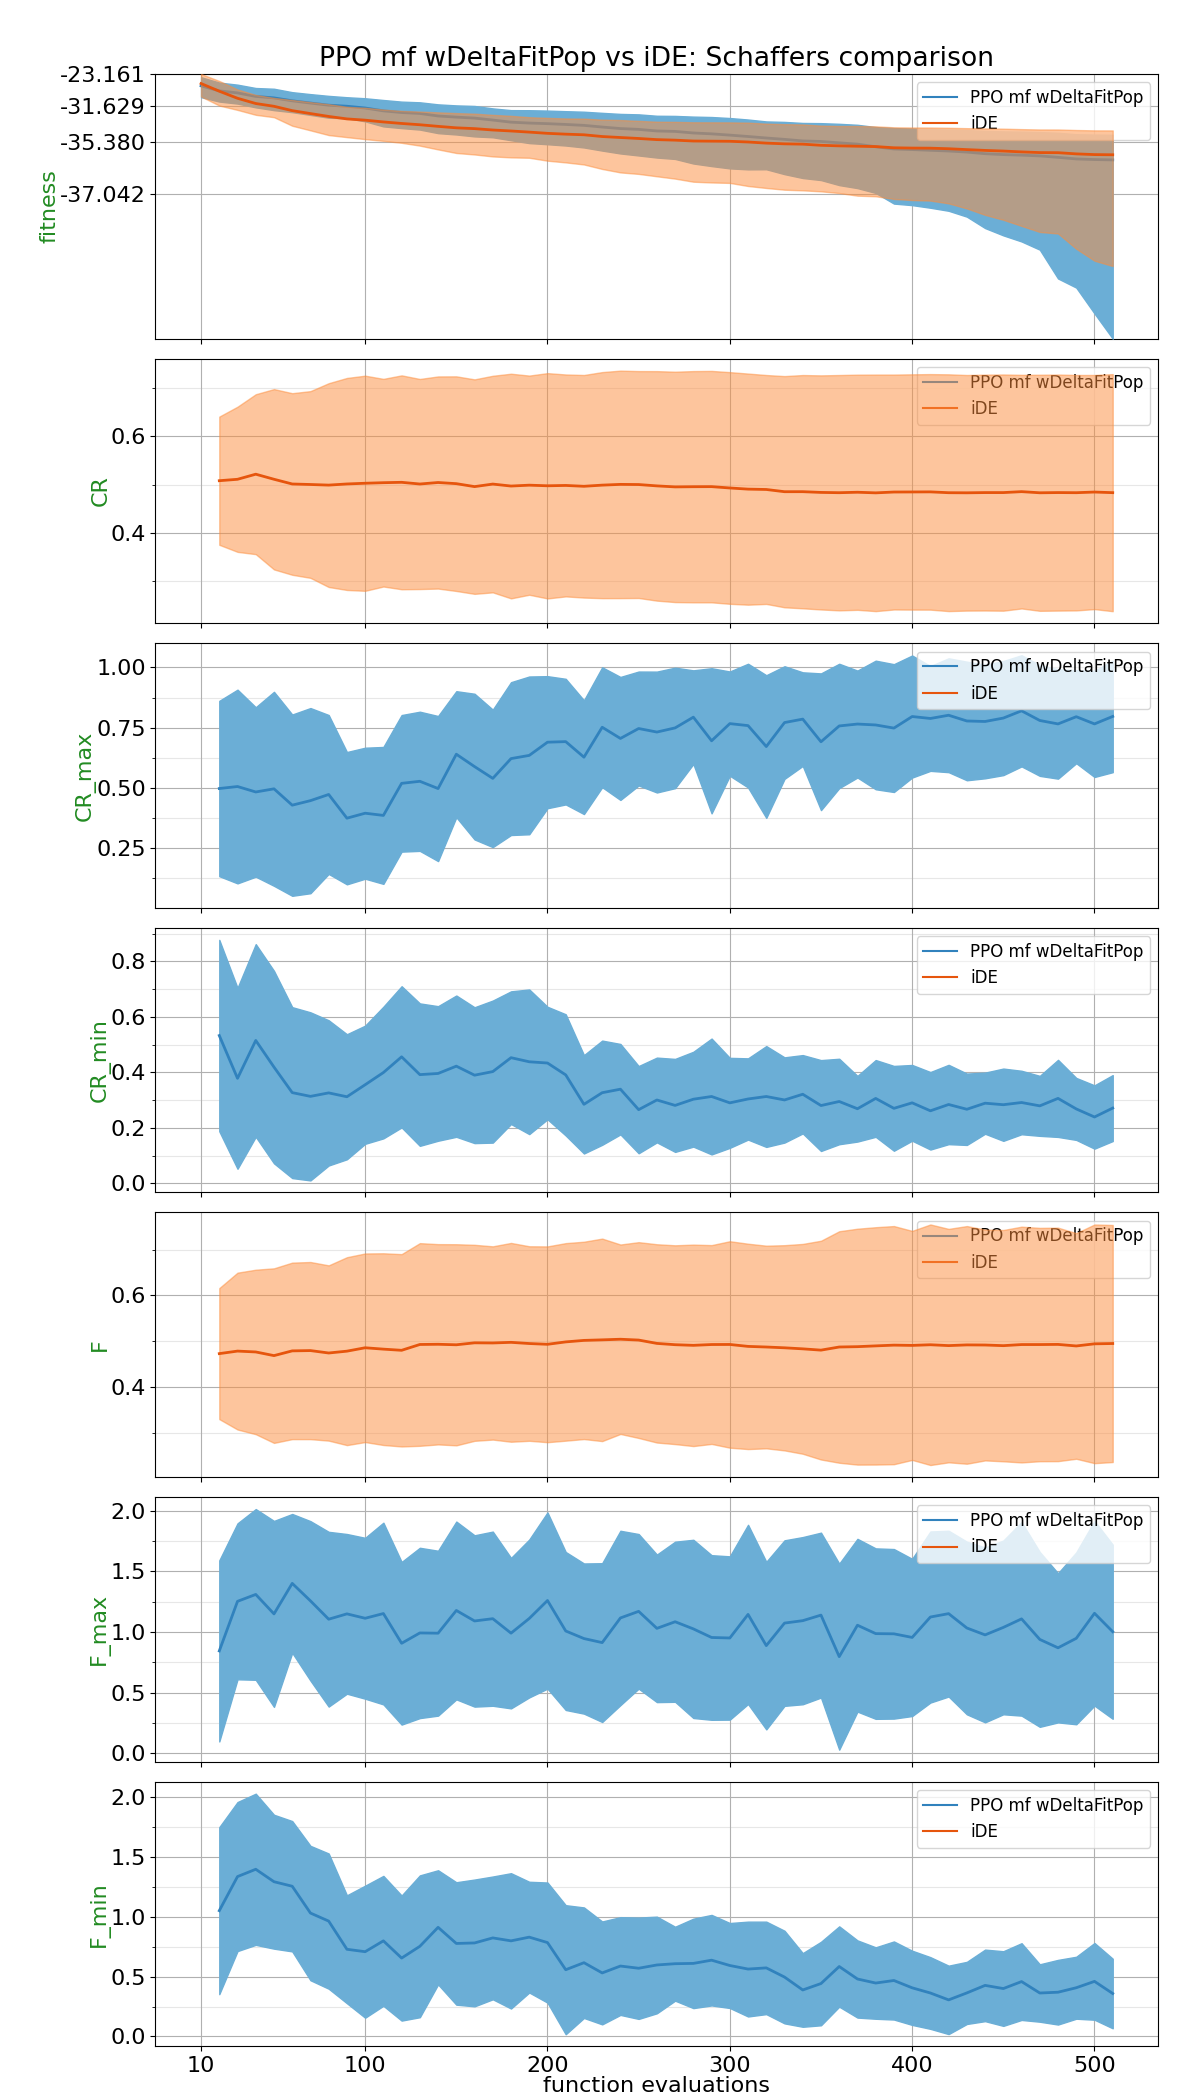 PPO mf wDeltaFitPop vs iDE: Schaffers comparison
-23.161
-31.629
-35.380
-37.042
fitness
PPO mf wDeltaFitPop
iDE
0.6
0.4
CR
PPO mf wDeltaFitPop
iDE
1.00
0.75
0.50
0.25
CR_max
PPO mf wDeltaFitPop
iDE
0.8
0.6
0.4
0.2
0.0
CR_min
PPO mf wDeltaFitPop
iDE
0.6
0.4
F
PPO mf wDeltaFitPop
iDE
2.0
1.5
1.0
0.5
0.0
F_max
PPO mf wDeltaFitPop
iDE
2.0
1.5
1.0
0.5
0.0
F_min
PPO mf wDeltaFitPop
iDE
10 100 200 300 400 500
function evaluations